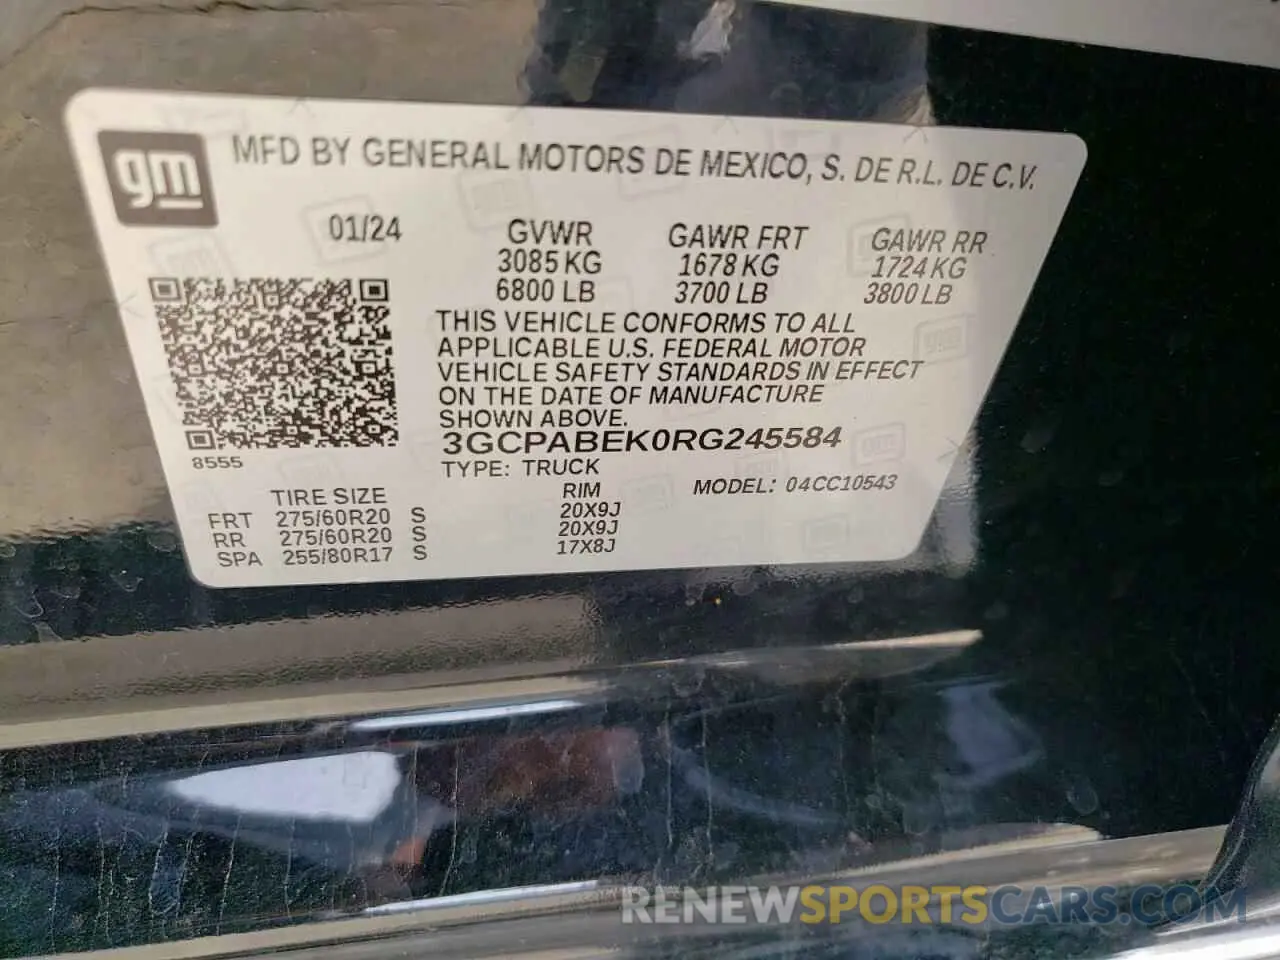 gm
MFD BY GENERAL MOTORS DE MEXICO, S. DE R.L. DE C.V.
01/24 GVWR GAWR FRT GAWR RR
3085 KG 1678 KG 1724 KG
6800 LB 3700 LB 3800 LB
THIS VEHICLE CONFORMS TO ALL
APPLICABLE U.S. FEDERAL MOTOR
VEHICLE SAFETY STANDARDS IN EFFECT
ON THE DATE OF MANUFACTURE
SHOWN ABOVE.
3GCPABEK0RG245584
8555
TYPE: TRUCK
TIRE SIZE RIM MODEL: 04CC10543
FRT 275/60R20 S 20X9J
RR 275/60R20 S 20X9J
SPA 255/80R17 S 17X8J
RENEWSPORTSCARS.COM